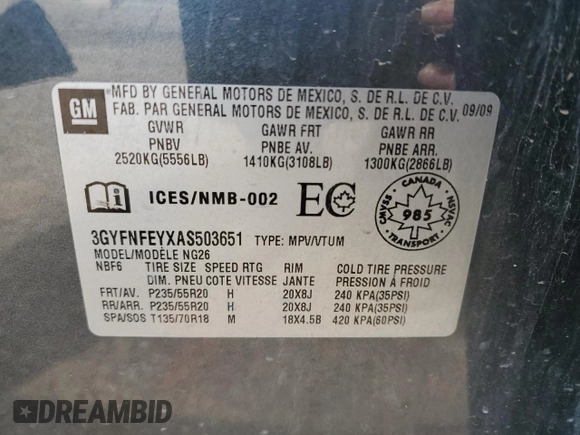 GM
MFD BY GENERAL MOTORS DE MEXICO, S. DE R.L. DE C.V.
FAB. PAR GENERAL MOTORS DE MEXICO, S. DE R.L. DE C.V. 09/09
GVWR GAWR FRT GAWR RR
PNBV PNBE AV. PNBE ARR.
2520KG(5556LB) 1410KG(3108LB) 1300KG(2866LB)
i ICES/NMB-002 EC CANADA CMVSS NSVAC 985 TRANSPORT
3GYFNFEYXAS503651 TYPE: MPV/VTUM
MODEL/MODÈLE NG26
NBF6 TIRE SIZE SPEED RTG RIM COLD TIRE PRESSURE
DIM. PNEU COTE VITESSE JANTE PRESSION À FROID
FRT/AV. P235/55R20 H 20X8J 240 KPA(35PSI)
RR/ARR. P235/55R20 H 20X8J 240 KPA(35PSI)
SPA/SOS T135/70R18 M 18X4.5B 420 KPA(60PSI)
DREAMBID